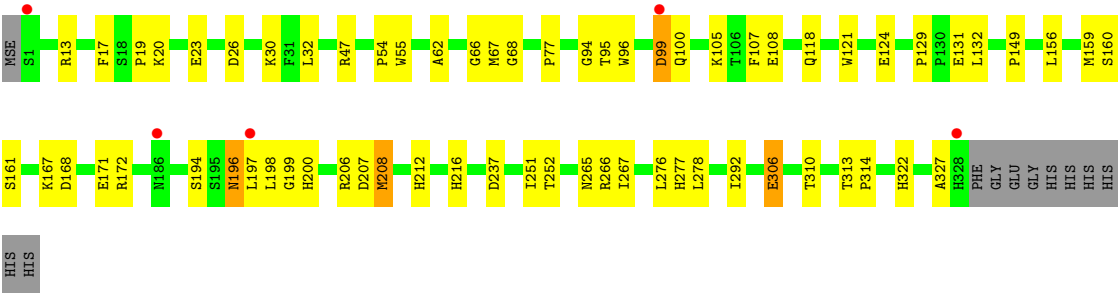 MSE S1 R13 F17 S18 P19 K20 E23 D26 K30 F31 L32 R47 P54 W55 A62 G66 M67 G68 P77 G94 T95 W96 D99 Q100 K105 T106 F107 E108 Q118 W121 E124 P129 P130 E131 L132 P149 L156 M159 S160
S161 K167 D168 E171 R172 N186 S194 S195 N196 L197 L198 G199 H200 R206 D207 M208 H212 H216 D237 I251 T252 N265 R266 I267 L276 H277 L278 I292 E306 T310 T313 P314 H322 A327 H328 PHE GLY GLU GLY HIS HIS HIS HIS
HIS HIS